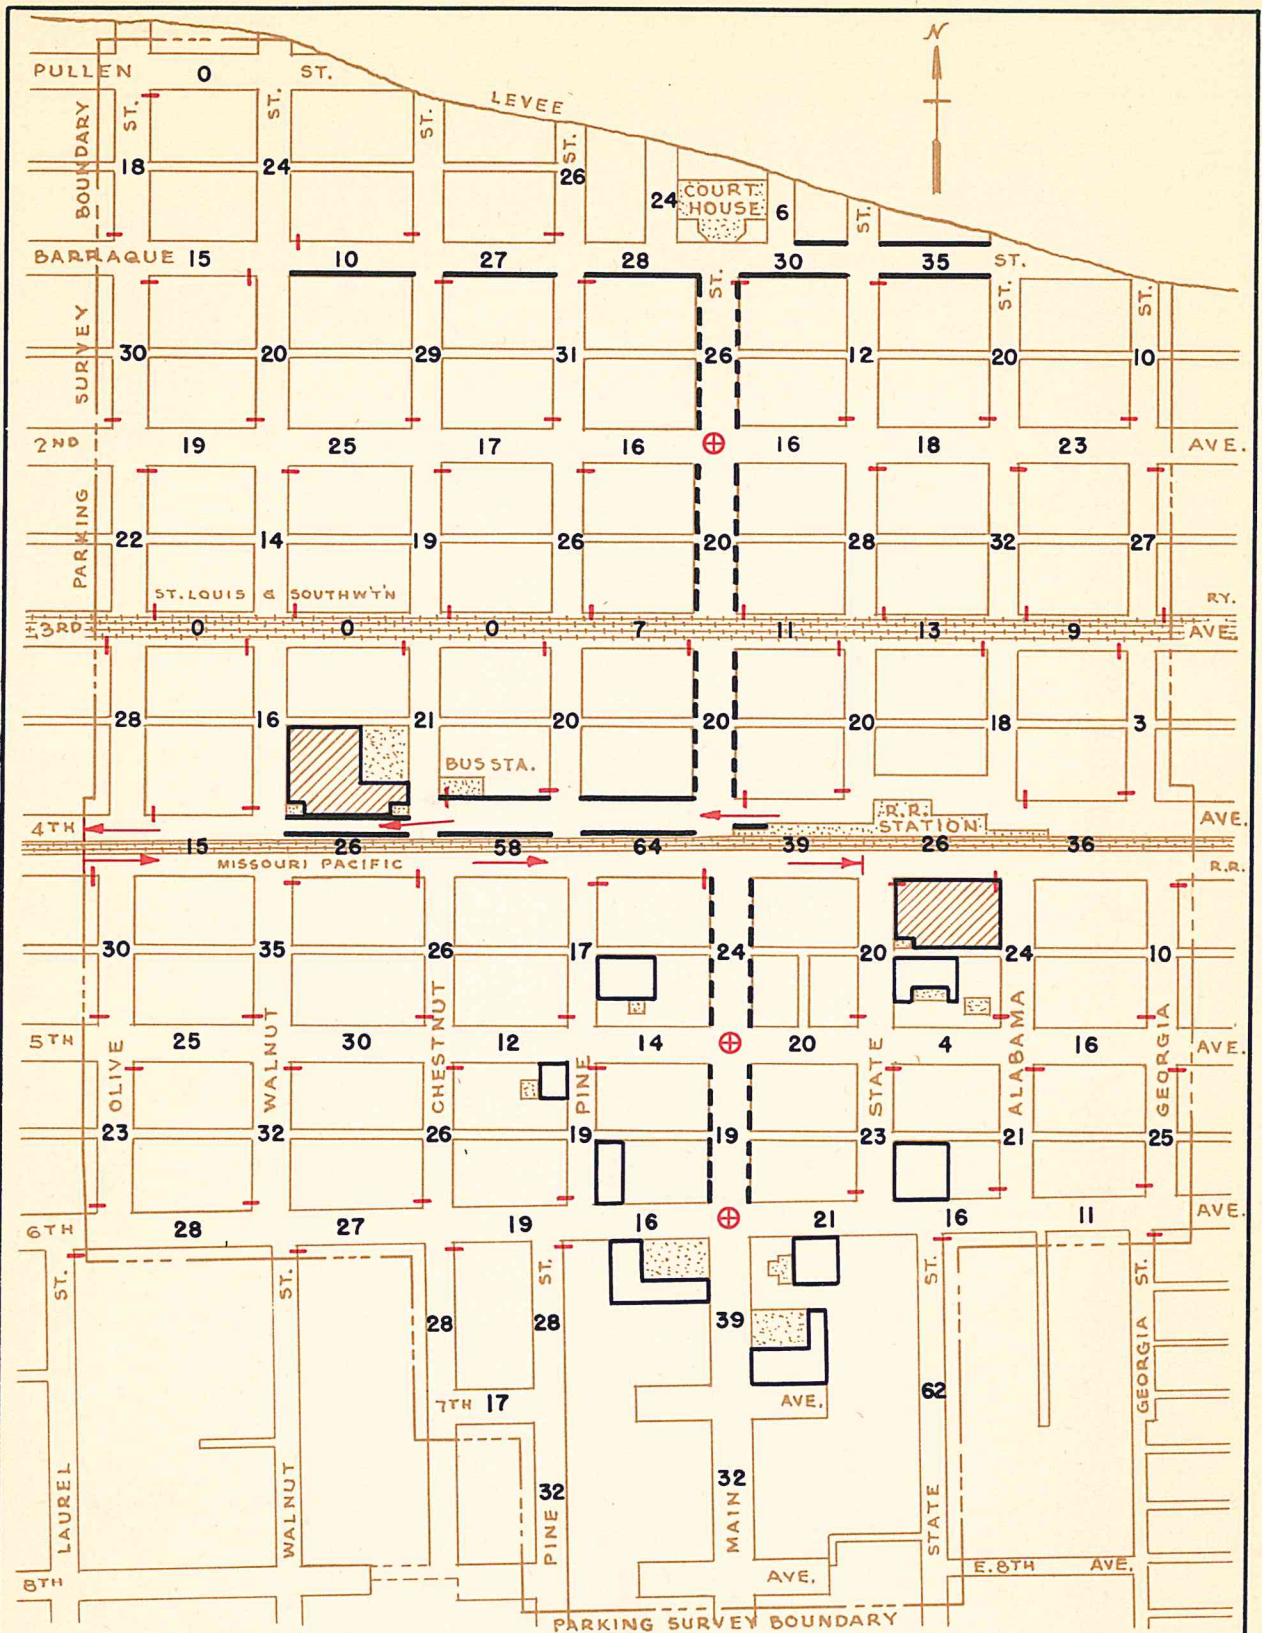 N
PULLEN 0 ST.
LEVEE
BOUNDARY
ST.
ST.
ST.
ST.
18 24 26
24 COURT HOUSE 6
ST.
BARRAQUE 15 10 27 28 30 35 ST.
ST.
ST.
ST.
SURVEY
30 20 29 31 26 12 20 10
2ND 19 25 17 16 16 18 23 AVE.
PARKING
22 14 19 26 20 28 32 27
ST. LOUIS & SOUTHW'T'N RY.
3RD 0 0 0 7 11 13 9 AVE.
28 16 21 20 20 20 18 3
BUS STA.
R.R. STATION
4TH AVE.
15 26 58 64 39 26 36
MISSOURI PACIFIC R.R.
30 35 26 17 24 20 24 10
5TH 25 30 12 14 20 4 16 AVE.
OLIVE
WALNUT
CHESTNUT
PINE
STATE
ALABAMA
GEORGIA
23 32 26 19 19 23 21 25
6TH 28 27 19 16 21 16 11 AVE.
ST.
ST.
ST.
ST.
ST.
28 28 39
62
GEORGIA
7TH 17 AVE.
32 32
LAUREL
WALNUT
PINE
MAIN
STATE
8TH AVE. E. 8TH AVE.
PARKING SURVEY BOUNDARY